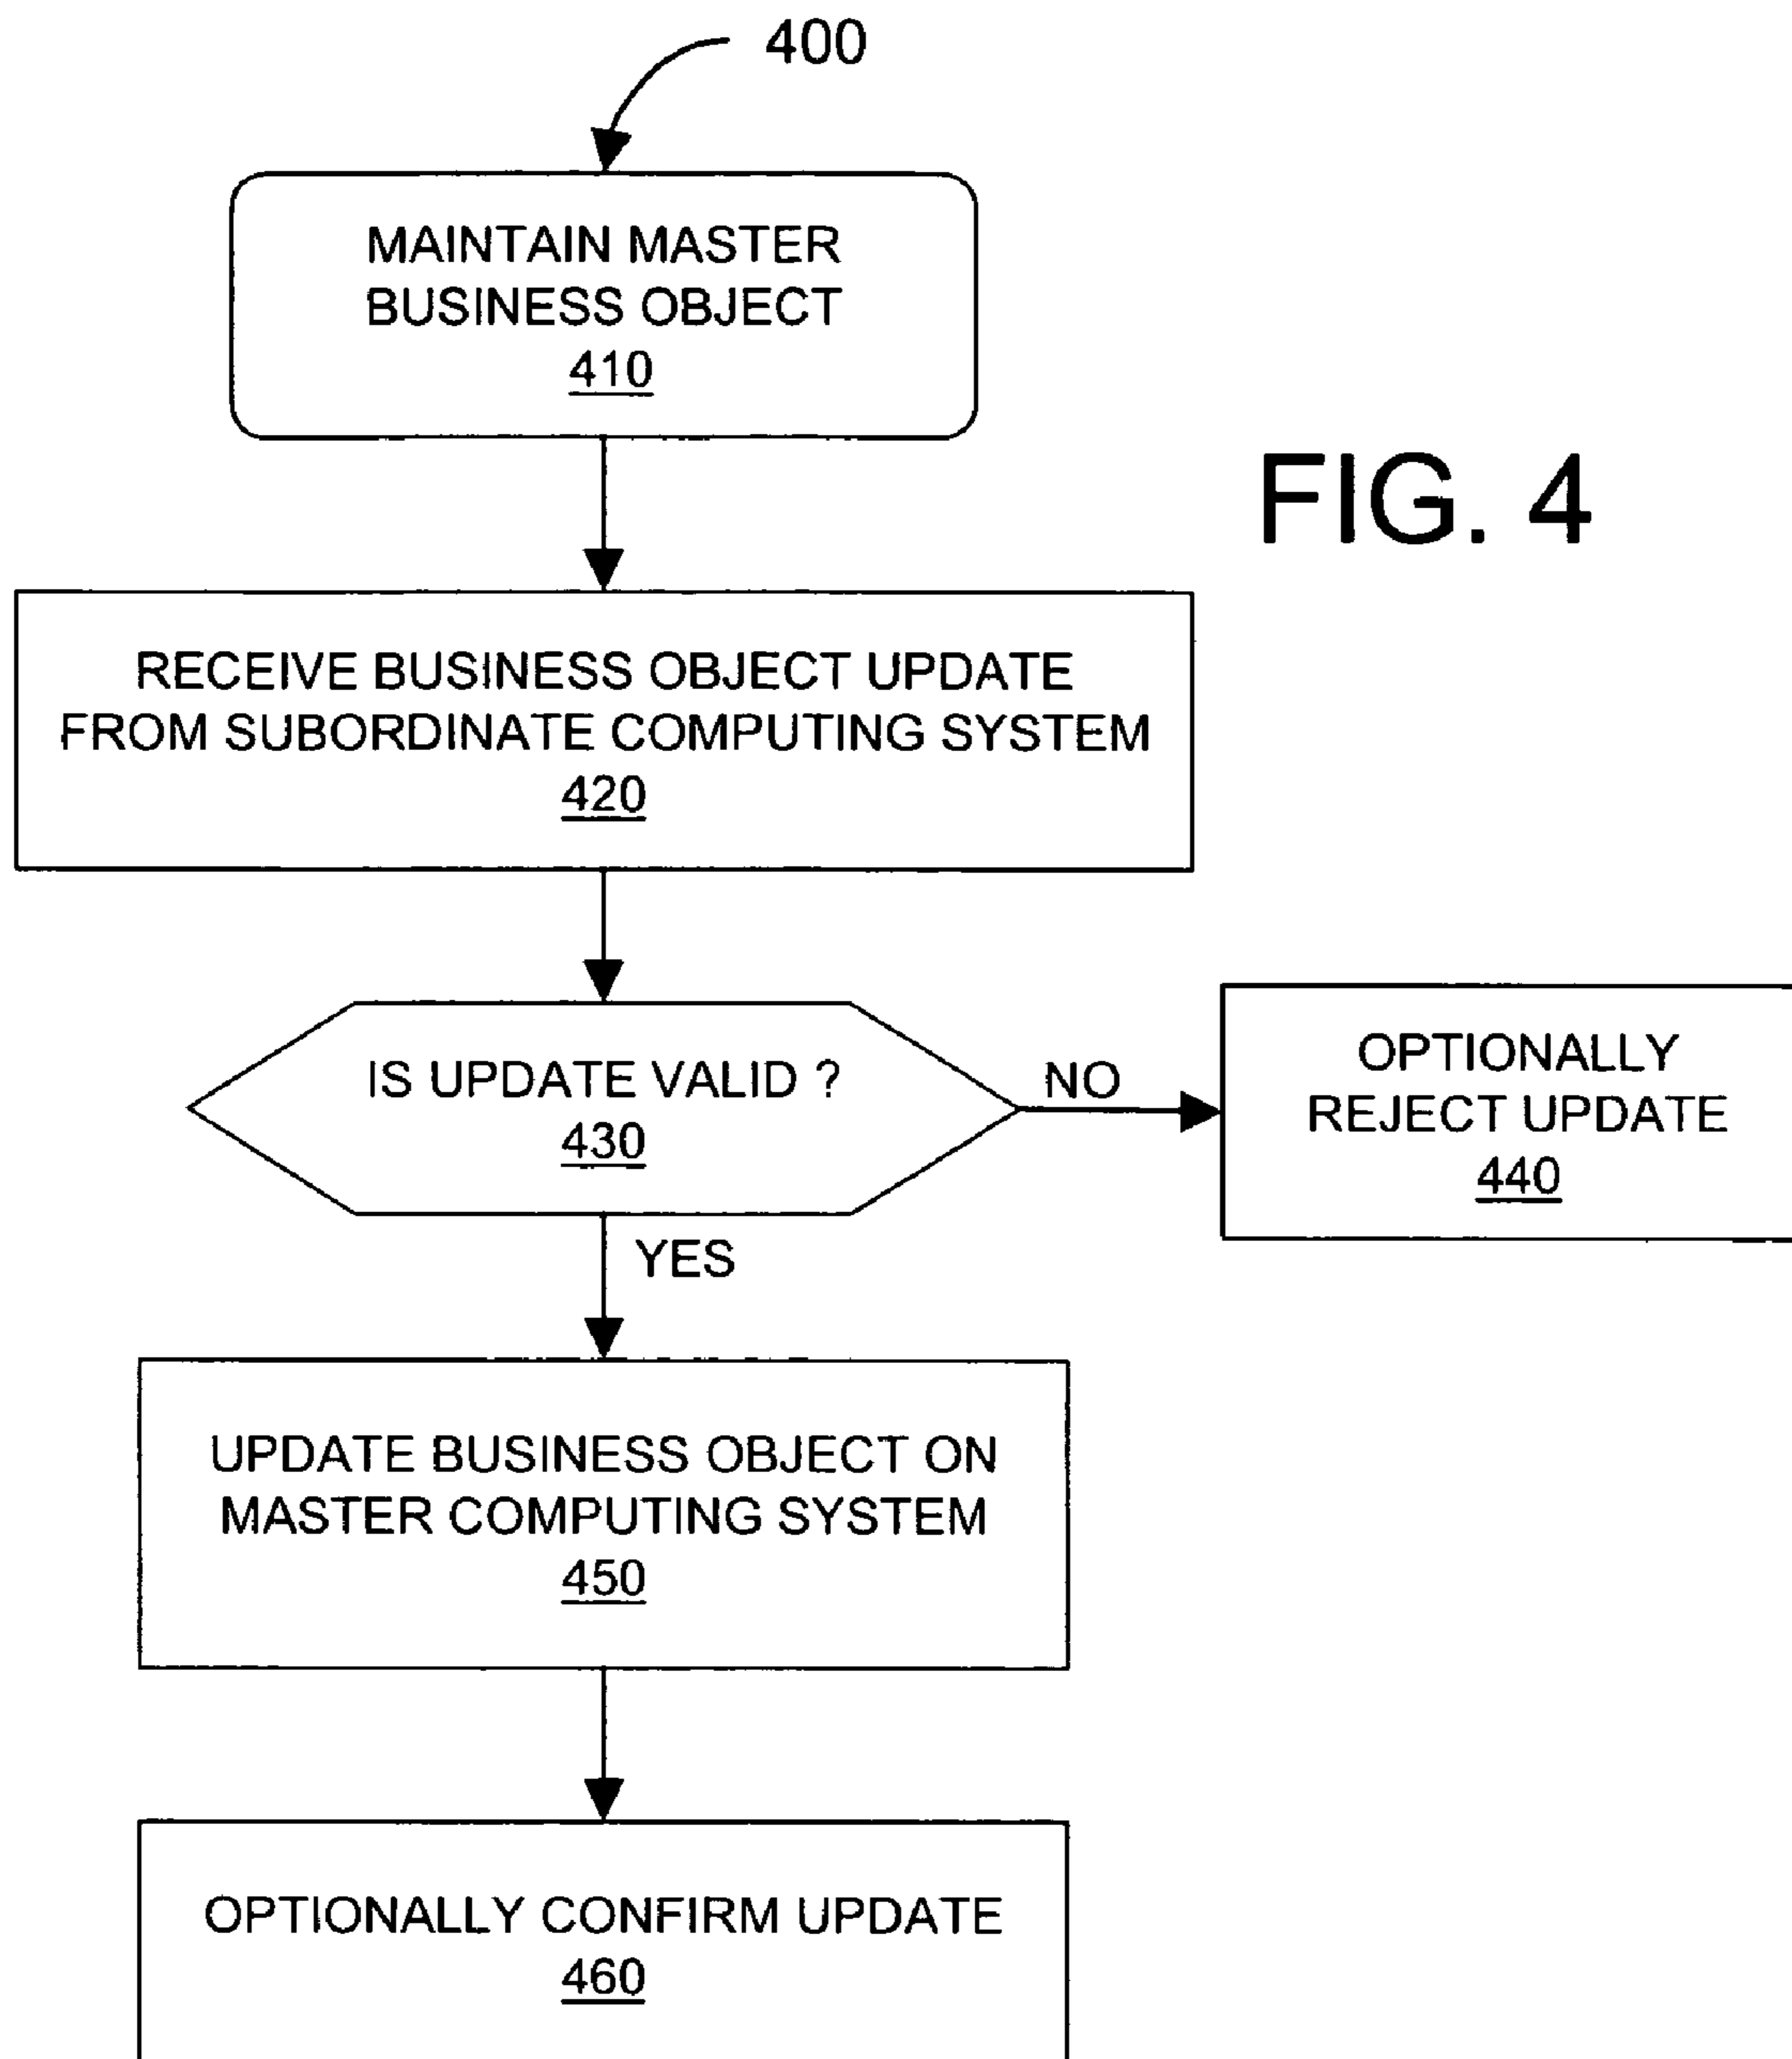 400
MAINTAIN MASTER
BUSINESS OBJECT
410
FIG. 4
RECEIVE BUSINESS OBJECT UPDATE
FROM SUBORDINATE COMPUTING SYSTEM
420
IS UPDATE VALID ?
430
NO
OPTIONALLY
REJECT UPDATE
440
YES
UPDATE BUSINESS OBJECT ON
MASTER COMPUTING SYSTEM
450
OPTIONALLY CONFIRM UPDATE
460